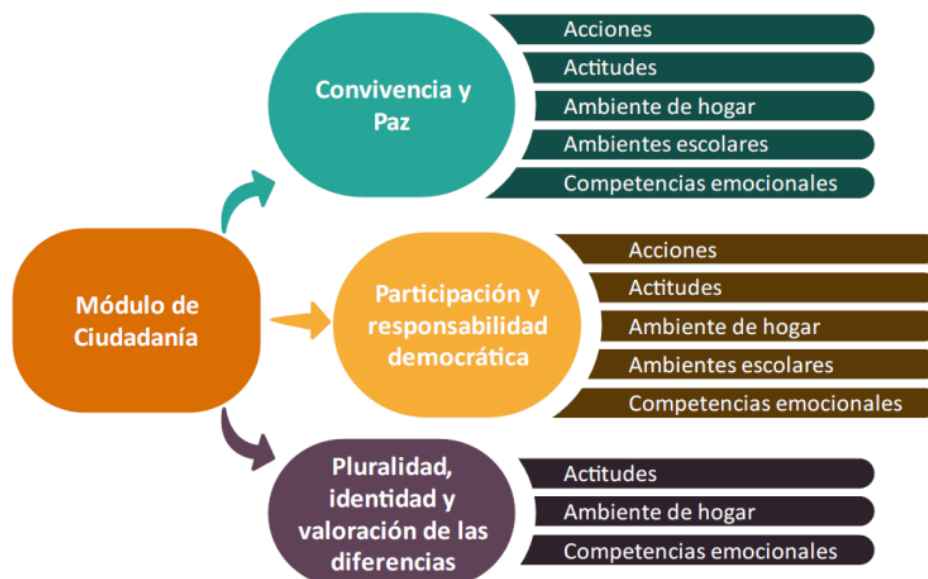 Módulo de
Ciudadanía
Convivencia y
Paz
Acciones
Actitudes
Ambiente de hogar
Ambientes escolares
Competencias emocionales
Participación y
responsabilidad
democrática
Acciones
Actitudes
Ambiente de hogar
Ambientes escolares
Competencias emocionales
Pluralidad,
identidad y
valoración de las
diferencias
Actitudes
Ambiente de hogar
Competencias emocionales